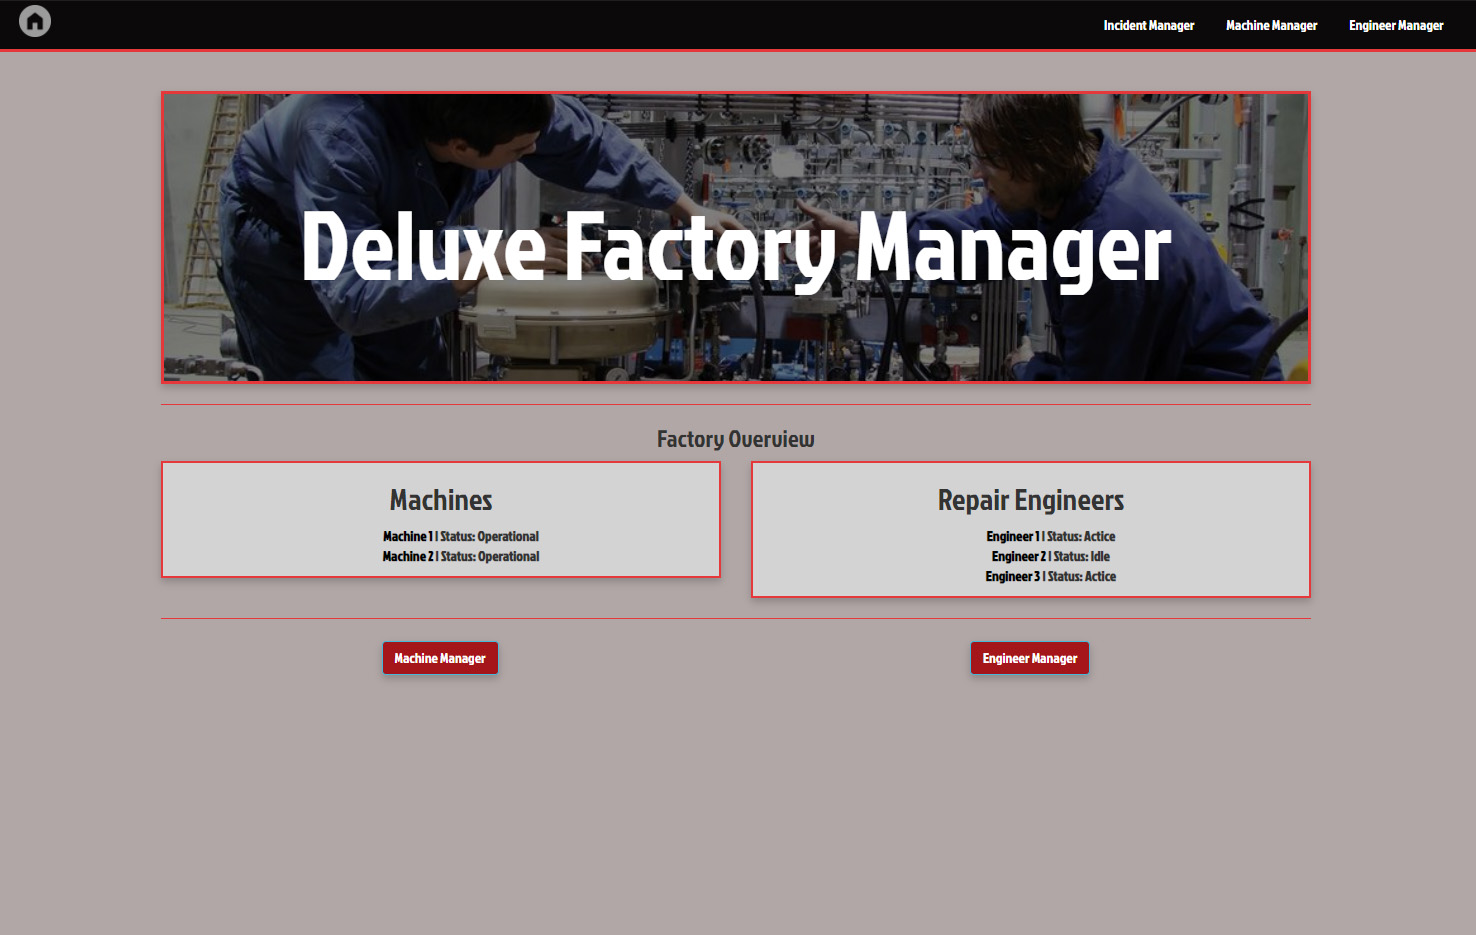 Incident Manager Machine Manager Engineer Manager
Deluxe Factory Manager
Factory Overview
Machines
Machine 1 | Status: Operational
Machine 2 | Status: Operational
Repair Engineers
Engineer 1 | Status: Actice
Engineer 2 | Status: Idle
Engineer 3 | Status: Actice
Machine Manager
Engineer Manager